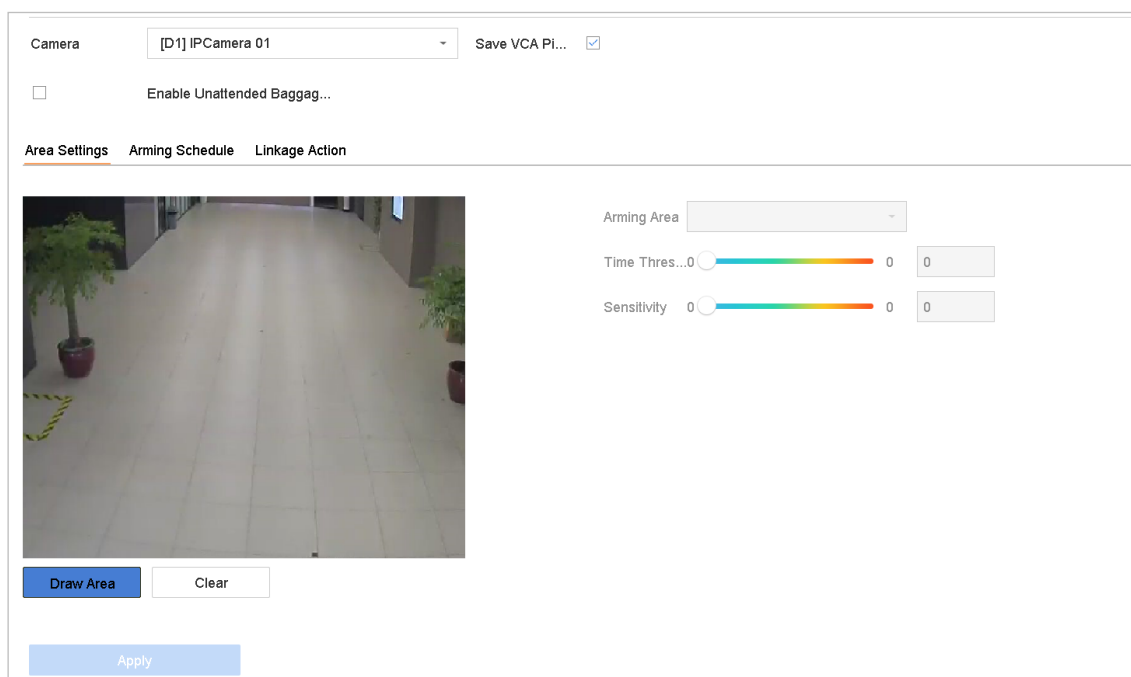 Camera [D1] IPCamera 01 Save VCA Pi...
Enable Unattended Baggag...
Area Settings Arming Schedule Linkage Action
Arming Area
Time Thres...0 0 0
Sensitivity 0 0 0
Draw Area Clear
Apply